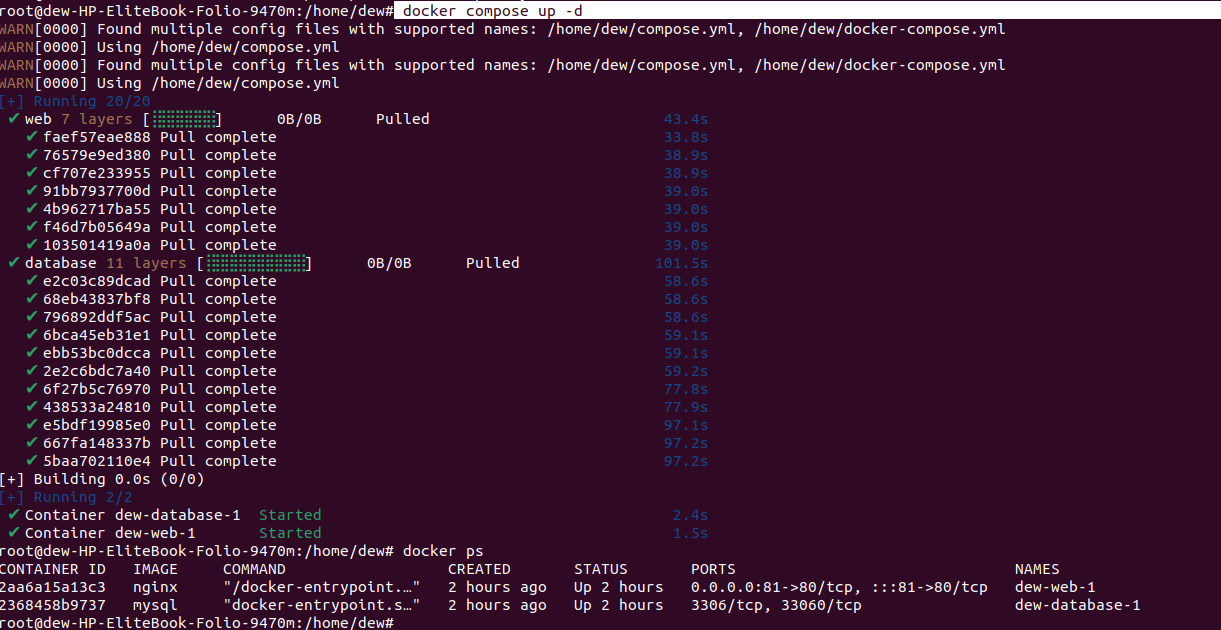 root@dew-HP-EliteBook-Folio-9470m:/home/dew# docker compose up -d
WARN[0000] Found multiple config files with supported names: /home/dew/compose.yml, /home/dew/docker-compose.yml
WARN[0000] Using /home/dew/compose.yml
WARN[0000] Found multiple config files with supported names: /home/dew/compose.yml, /home/dew/docker-compose.yml
WARN[0000] Using /home/dew/compose.yml
[+] Running 20/20
✔ web 7 layers [⣿⣿⣿⣿⣿⣿⣿] 0B/0B Pulled 43.4s
✔ faef57eae888 Pull complete 33.8s
✔ 76579e9ed380 Pull complete 38.9s
✔ cf707e233955 Pull complete 38.9s
✔ 91bb7937700d Pull complete 39.0s
✔ 4b962717ba55 Pull complete 39.0s
✔ f46d7b05649a Pull complete 39.0s
✔ 103501419a0a Pull complete 39.0s
✔ database 11 layers [⣿⣿⣿⣿⣿⣿⣿⣿⣿⣿⣿] 0B/0B Pulled 101.5s
✔ e2c03c89dcad Pull complete 58.6s
✔ 68eb43837bf8 Pull complete 58.6s
✔ 796892ddf5ac Pull complete 58.6s
✔ 6bca45eb31e1 Pull complete 59.1s
✔ ebb53bc0dcca Pull complete 59.1s
✔ 2e2c6bdc7a40 Pull complete 59.2s
✔ 6f27b5c76970 Pull complete 77.8s
✔ 438533a24810 Pull complete 77.9s
✔ e5bdf19985e0 Pull complete 97.1s
✔ 667fa148337b Pull complete 97.2s
✔ 5baa702110e4 Pull complete 97.2s
[+] Building 0.0s (0/0)
[+] Running 2/2
✔ Container dew-database-1 Started 2.4s
✔ Container dew-web-1 Started 1.5s
root@dew-HP-EliteBook-Folio-9470m:/home/dew# docker ps
CONTAINER ID IMAGE COMMAND CREATED STATUS PORTS NAMES
2aa6a15a13c3 nginx "/docker-entrypoint.…" 2 hours ago Up 2 hours 0.0.0.0:81->80/tcp, :::81->80/tcp dew-web-1
2368458b9737 mysql "docker-entrypoint.s…" 2 hours ago Up 2 hours 3306/tcp, 33060/tcp dew-database-1
root@dew-HP-EliteBook-Folio-9470m:/home/dew#